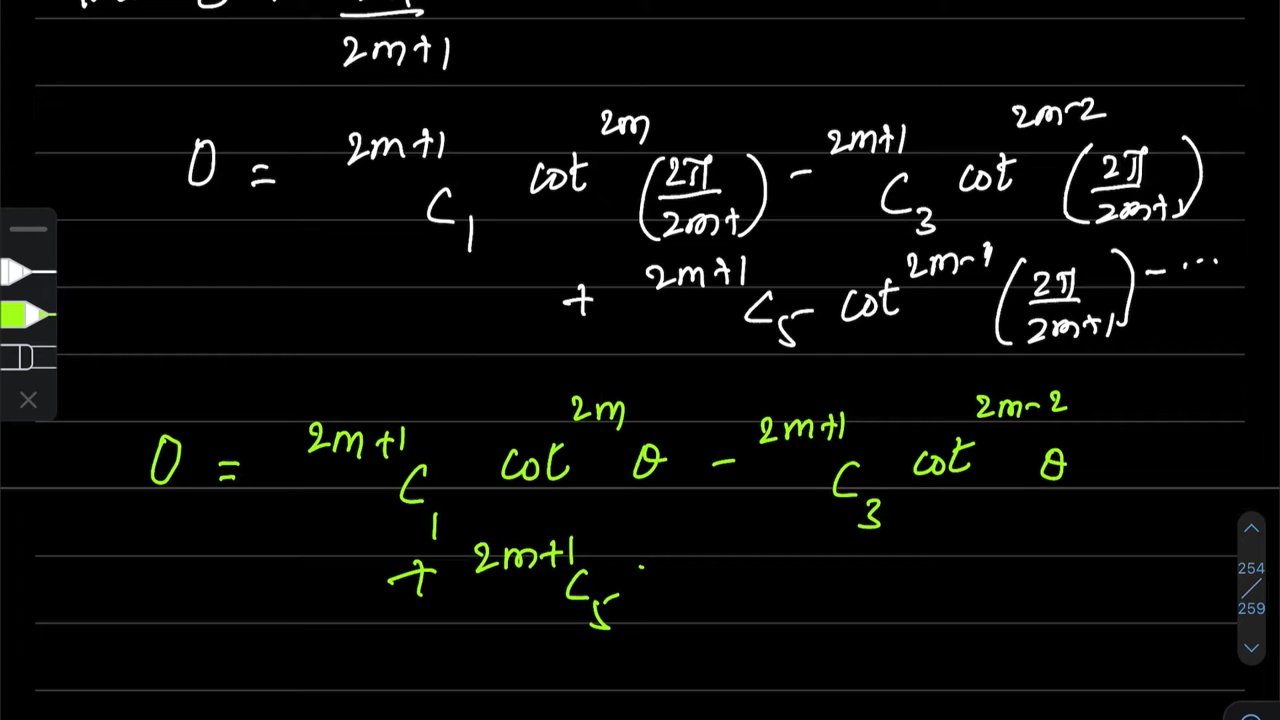 2m+1
0 = ^{2m+1}C_1 cot^{2m} (2π/2m+1) - ^{2m+1}C_3 cot^{2m-2} (2π/2m+1)
+ ^{2m+1}C_5 cot (2π/2m+1) - ...
0 = ^{2m+1}C_1 cot^{2m} θ - ^{2m+1}C_3 cot^{2m-2} θ
+ ^{2m+1}C_5 .
254
/
259